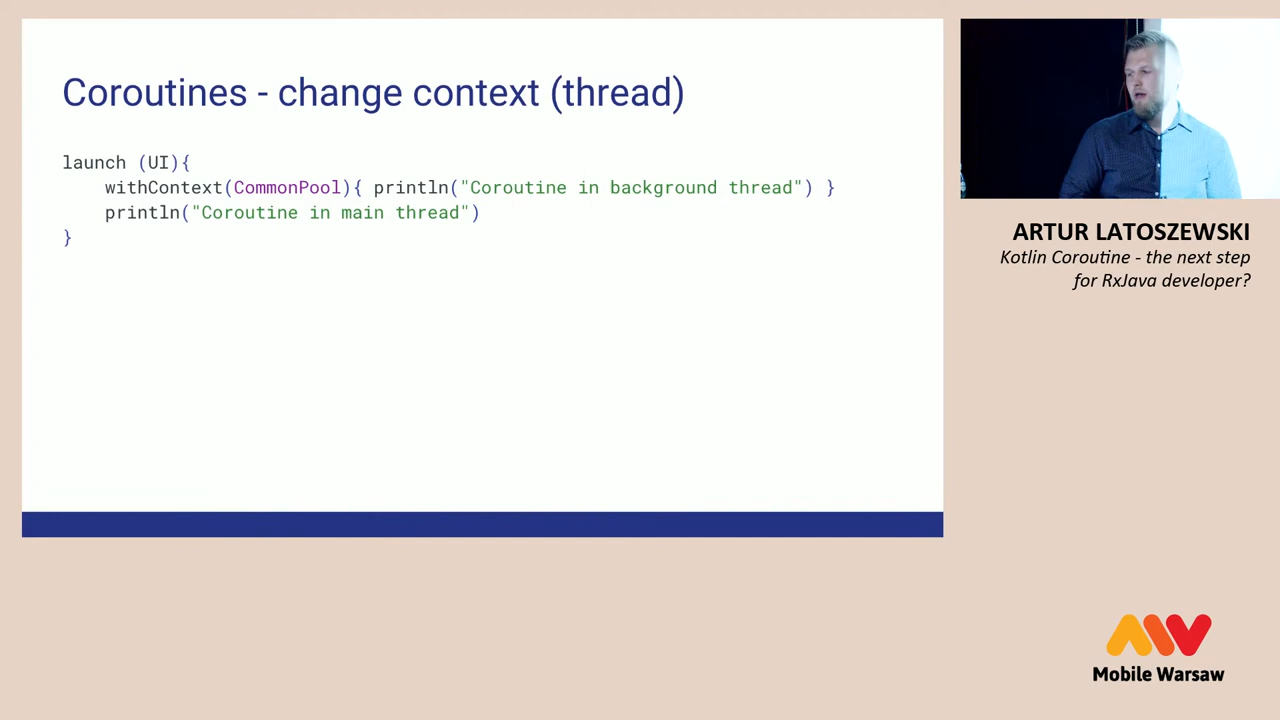 Coroutines - change context (thread)
launch (UI){
    withContext(CommonPool){ println("Coroutine in background thread") }
    println("Coroutine in main thread")
}
ARTUR LATOSZEWSKI
Kotlin Coroutine - the next step
for RxJava developer?
Mobile Warsaw